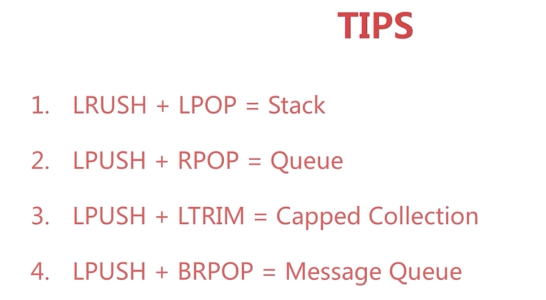 TIPS
1. LRUSH + LPOP = Stack
2. LPUSH + RPOP = Queue
3. LPUSH + LTRIM = Capped Collection
4. LPUSH + BRPOP = Message Queue